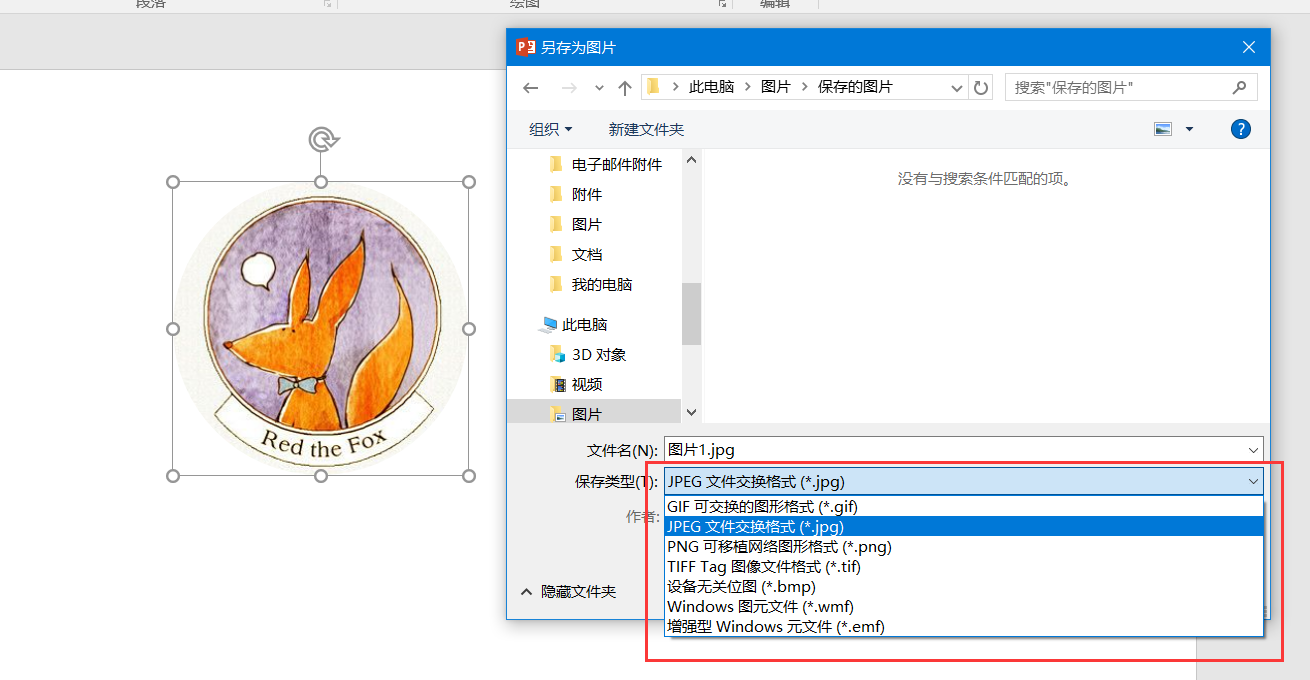 段落
绘图
编辑
另存为图片
此电脑 > 图片 > 保存的图片
搜索"保存的图片"
组织
新建文件夹
电子邮件附件
附件
图片
文档
我的电脑
此电脑
3D 对象
视频
图片
没有与搜索条件匹配的项。
Red the Fox
文件名(N):
图片1.jpg
保存类型(T):
JPEG 文件交换格式 (*.jpg)
作者:
GIF 可交换的图形格式 (*.gif)
JPEG 文件交换格式 (*.jpg)
PNG 可移植网络图形格式 (*.png)
TIFF Tag 图像文件格式 (*.tif)
设备无关位图 (*.bmp)
Windows 图元文件 (*.wmf)
增强型 Windows 元文件 (*.emf)
隐藏文件夹